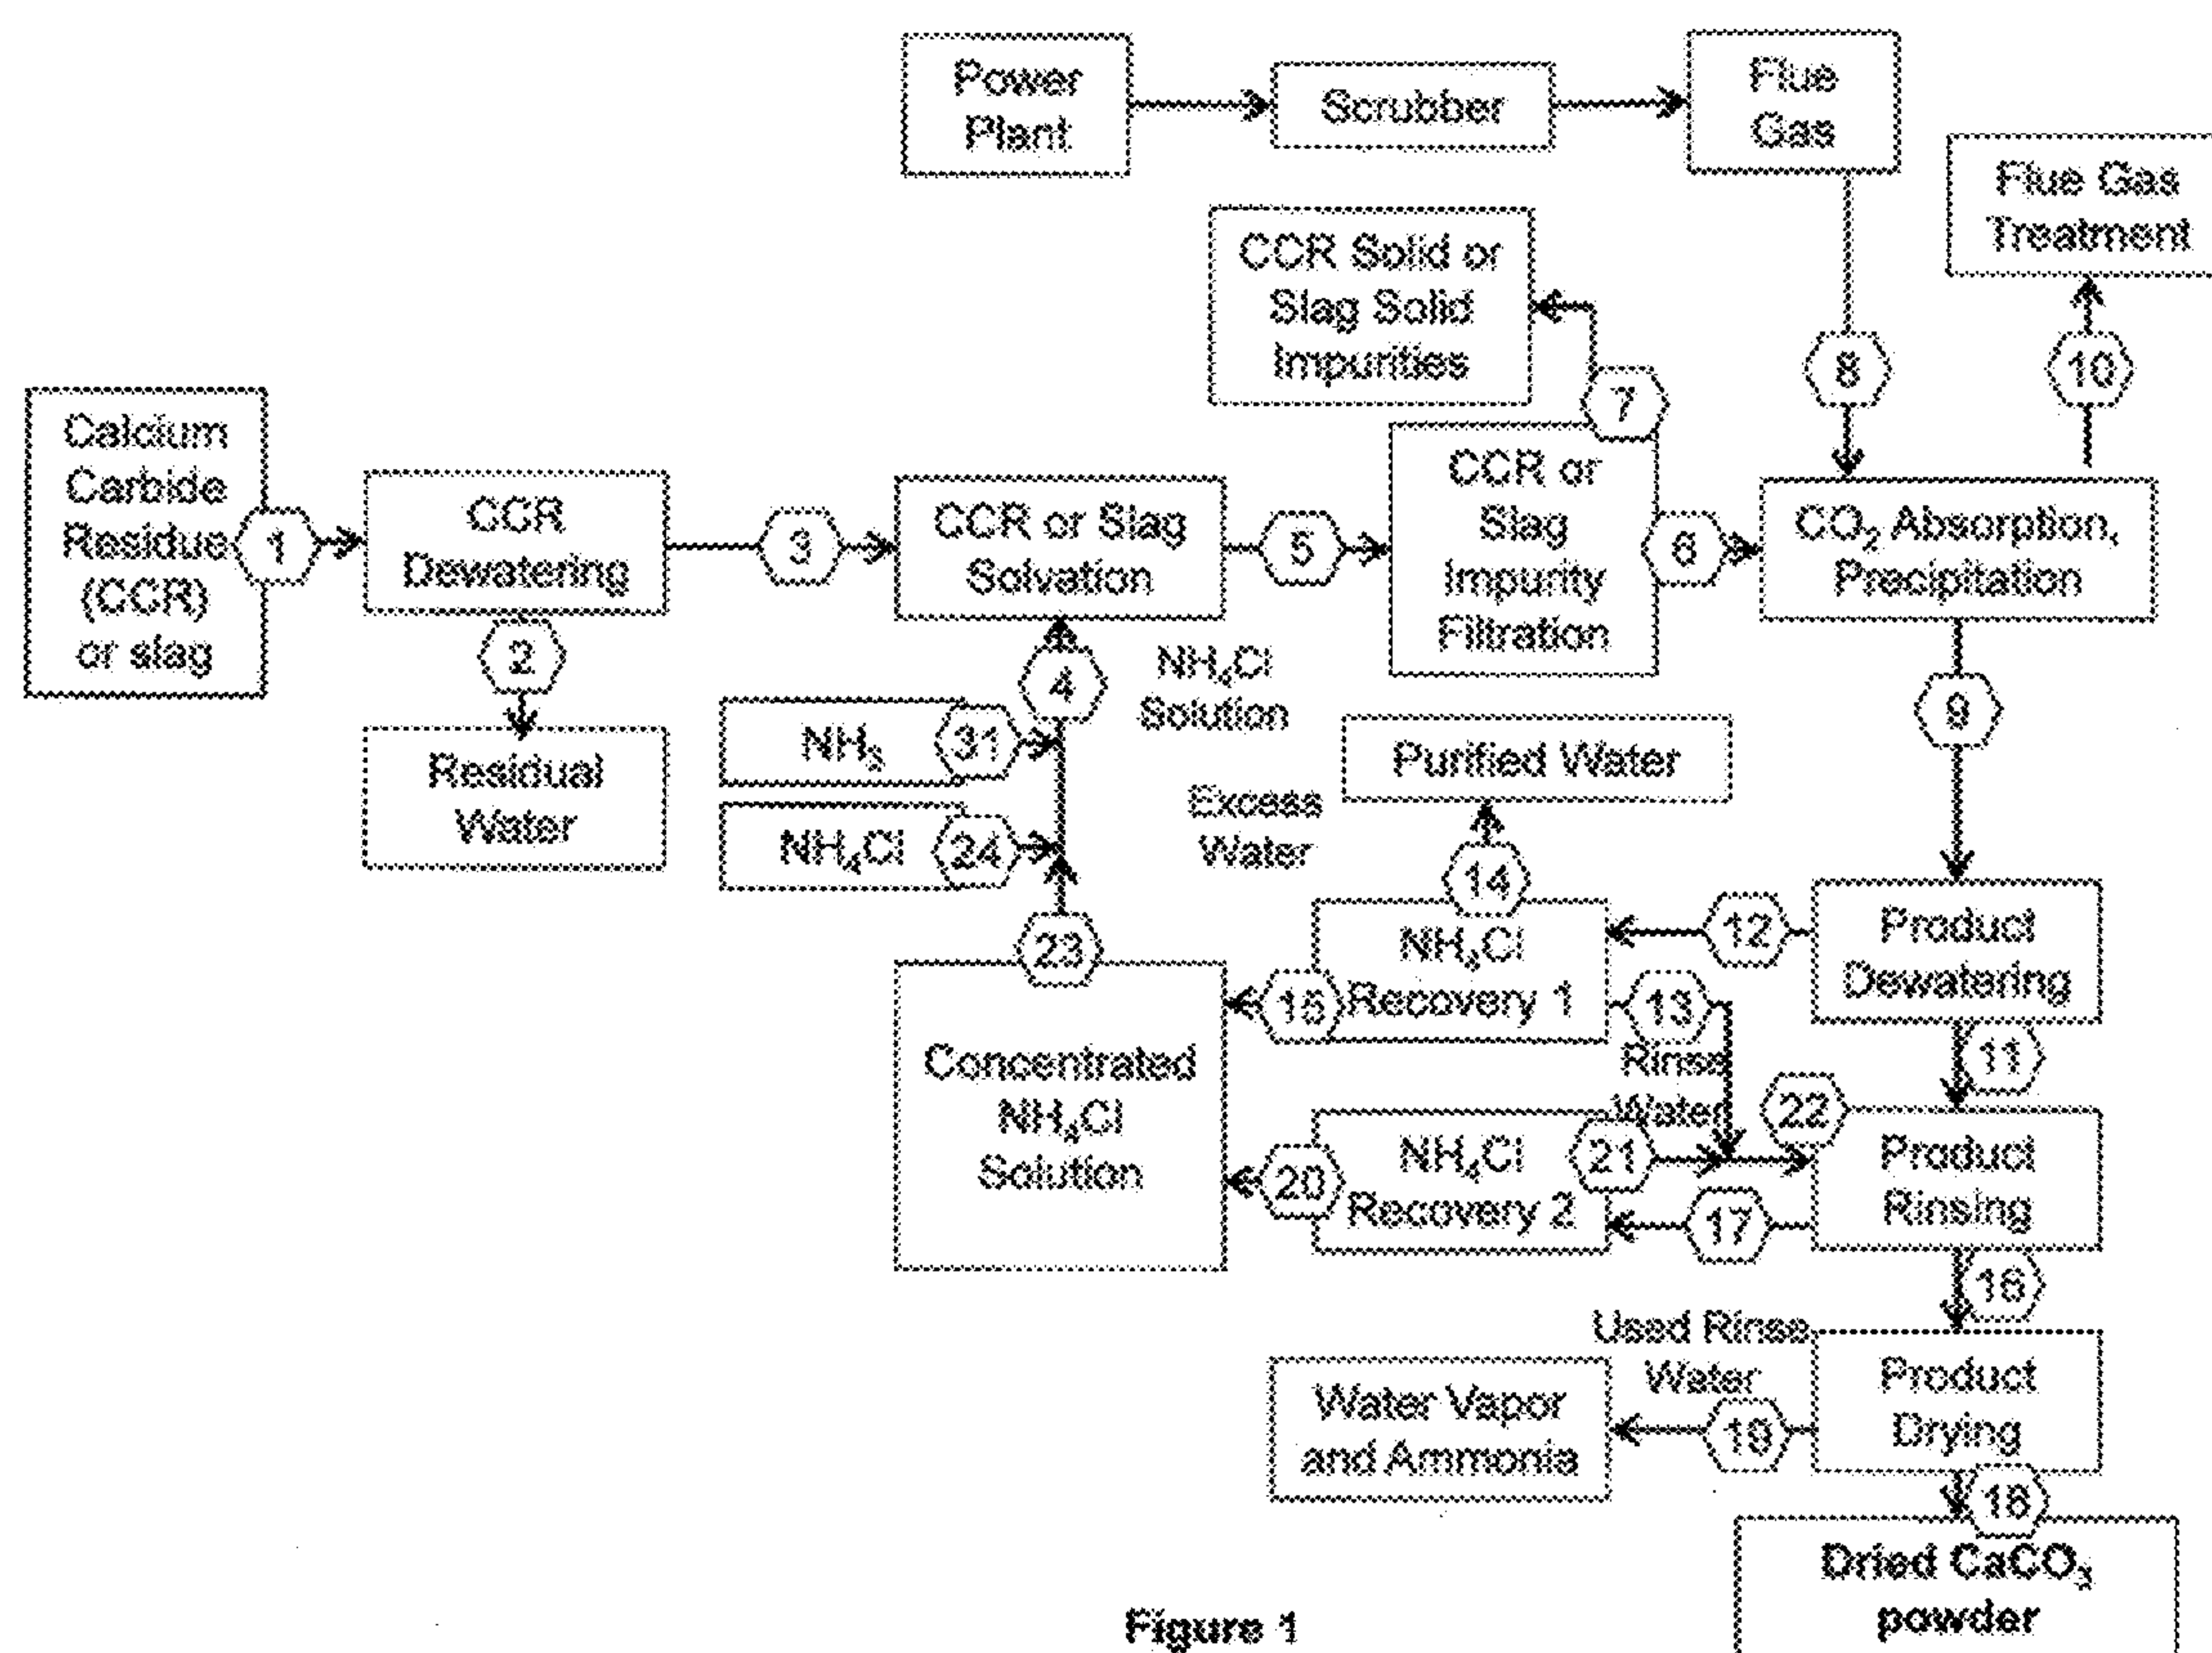 Power
Plant
Scrubber
Flue
Gas
Flue Gas
Treatment
CCR Solid or
Slag Solid
Impurities
8
10
7
Calcium
Carbide
Residue
(CCR)
or slag
1
CCR
Dewatering
3
CCR or Slag
Solvation
5
CCR or
Slag
Impurity
Filtration
6
CO2 Absorption,
Precipitation
2
Residual
Water
4
NH4Cl
Solution
NH3
31
NH4Cl
24
9
Purified Water
Excess
Water
14
23
NH4Cl
Recovery 1
12
Product
Dewatering
15
13
11
Concentrated
NH4Cl
Solution
Rinse
Water
22
20
NH4Cl
Recovery 2
21
17
Product
Rinsing
16
Used Rinse
Water
Water Vapor
and Ammonia
19
Product
Drying
18
Dried CaCO3
powder
Figure 1